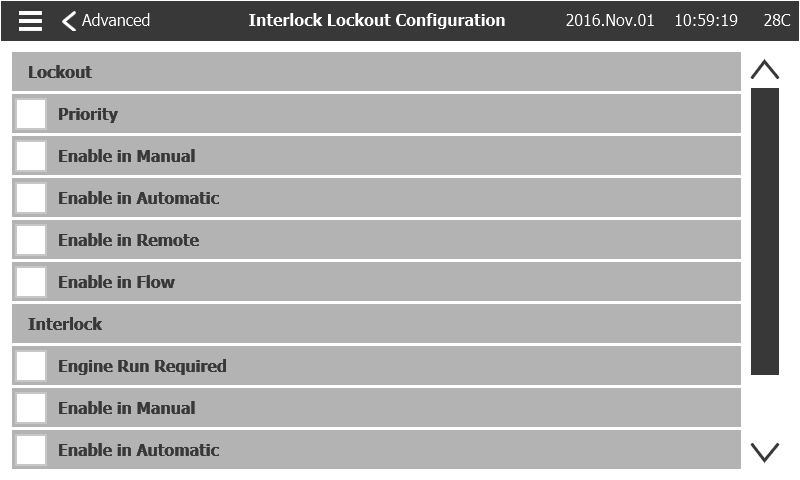 Advanced Interlock Lockout Configuration 2016.Nov.01 10:59:19 28C
Lockout
Priority
Enable in Manual
Enable in Automatic
Enable in Remote
Enable in Flow
Interlock
Engine Run Required
Enable in Manual
Enable in Automatic